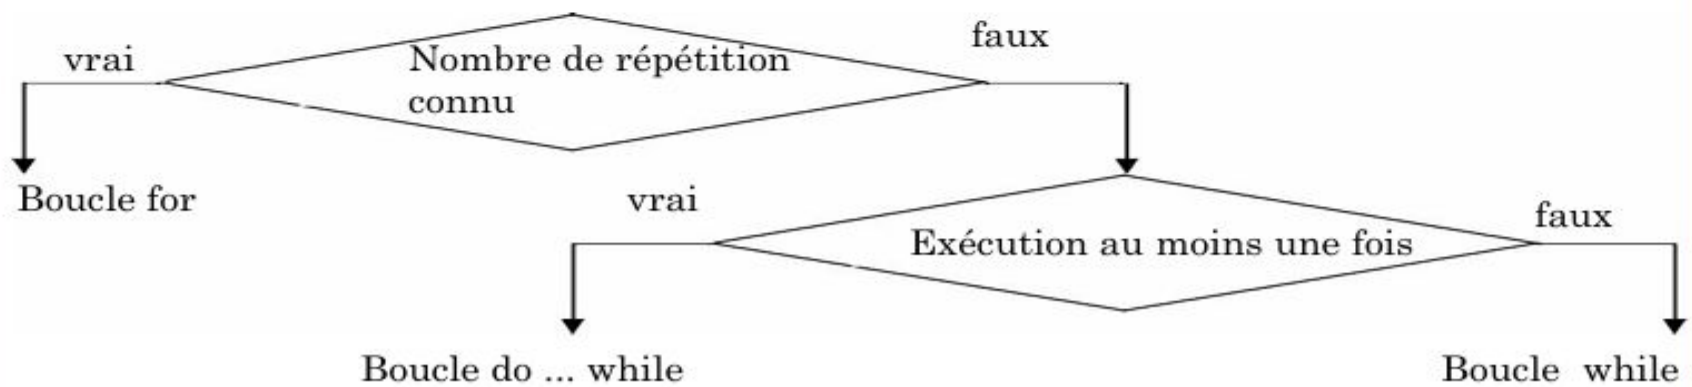 vrai
Nombre de répétition
connu
faux
Boucle for
vrai
Exécution au moins une fois
faux
Boucle do ... while
Boucle while